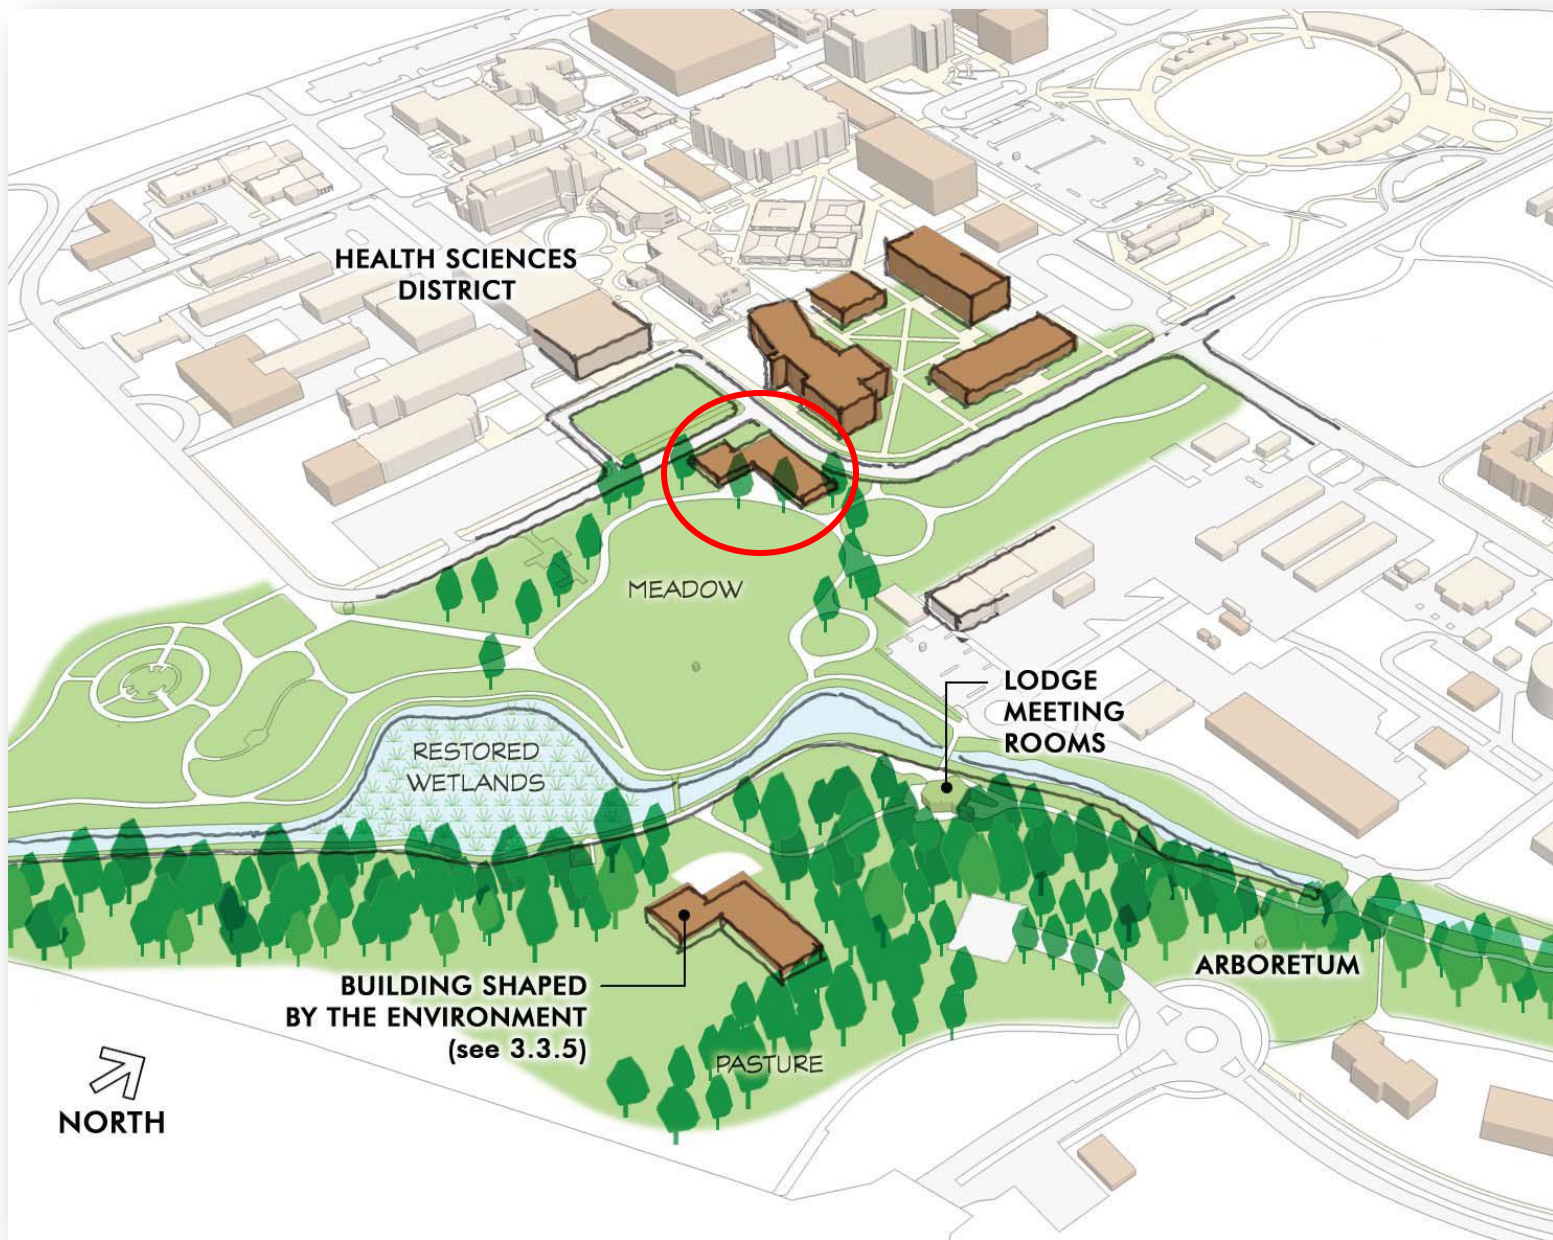 HEALTH SCIENCES
DISTRICT
MEADOW
LODGE
MEETING
ROOMS
RESTORED
WETLANDS
ARBORETUM
BUILDING SHAPED
BY THE ENVIRONMENT
(see 3.3.5)
PASTURE
NORTH